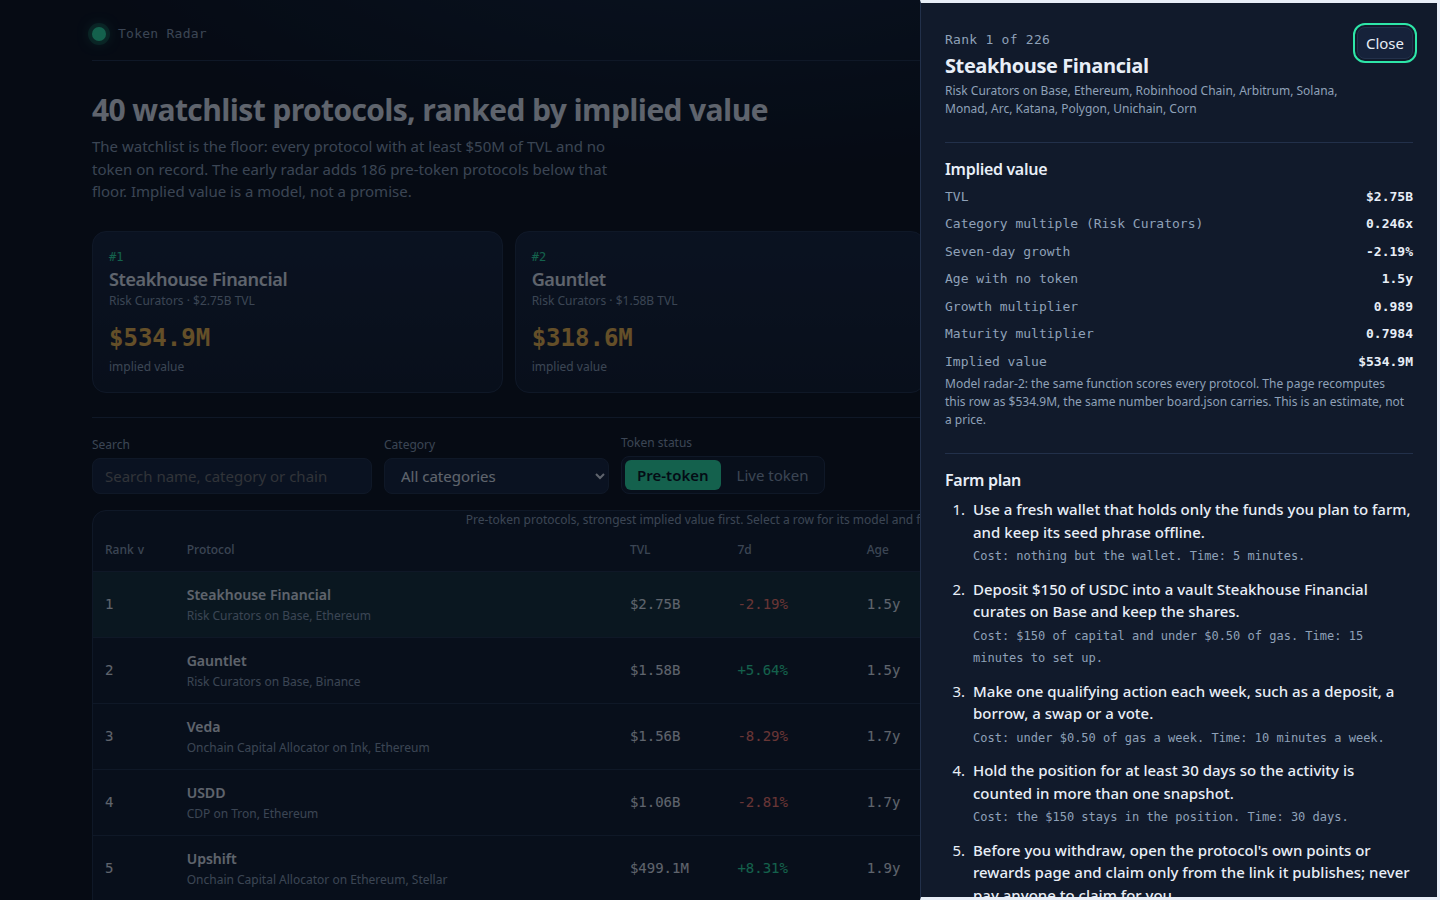 Token Radar
40 watchlist protocols, ranked by implied value
The watchlist is the floor: every protocol with at least $50M of TVL and no
token on record. The early radar adds 186 pre-token protocols below that
floor. Implied value is a model, not a promise.
#1
Steakhouse Financial
Risk Curators · $2.75B TVL
$534.9M
implied value
#2
Gauntlet
Risk Curators · $1.58B TVL
$318.6M
implied value
Search
Search name, category or chain
Category
All categories
Token status
Pre-token
Live token
Pre-token protocols, strongest implied value first. Select a row for its model and f
Rank v Protocol TVL 7d Age
1 Steakhouse Financial $2.75B -2.19% 1.5y
Risk Curators on Base, Ethereum
2 Gauntlet $1.58B +5.64% 1.5y
Risk Curators on Base, Binance
3 Veda $1.56B -8.29% 1.7y
Onchain Capital Allocator on Ink, Ethereum
4 USDD $1.06B -2.81% 1.7y
CDP on Tron, Ethereum
5 Upshift $499.1M +8.31% 1.9y
Onchain Capital Allocator on Ethereum, Stellar
Rank 1 of 226
Close
Steakhouse Financial
Risk Curators on Base, Ethereum, Robinhood Chain, Arbitrum, Solana,
Monad, Arc, Katana, Polygon, Unichain, Corn
Implied value
TVL $2.75B
Category multiple (Risk Curators) 0.246x
Seven-day growth -2.19%
Age with no token 1.5y
Growth multiplier 0.989
Maturity multiplier 0.7984
Implied value $534.9M
Model radar-2: the same function scores every protocol. The page recomputes
this row as $534.9M, the same number board.json carries. This is an estimate, not
a price.
Farm plan
1. Use a fresh wallet that holds only the funds you plan to farm,
and keep its seed phrase offline.
Cost: nothing but the wallet. Time: 5 minutes.
2. Deposit $150 of USDC into a vault Steakhouse Financial
curates on Base and keep the shares.
Cost: $150 of capital and under $0.50 of gas. Time: 15
minutes to set up.
3. Make one qualifying action each week, such as a deposit, a
borrow, a swap or a vote.
Cost: under $0.50 of gas a week. Time: 10 minutes a week.
4. Hold the position for at least 30 days so the activity is
counted in more than one snapshot.
Cost: the $150 stays in the position. Time: 30 days.
5. Before you withdraw, open the protocol's own points or
rewards page and claim only from the link it publishes; never
pay anyone to claim for you.